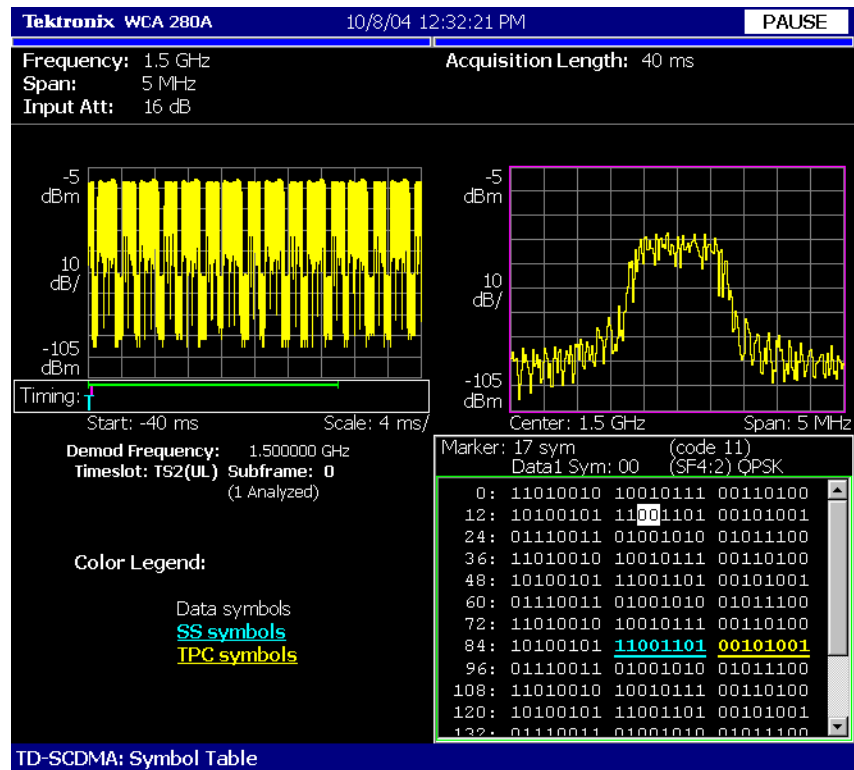 Tektronix WCA 280A 10/8/04 12:32:21 PM PAUSE
Frequency: 1.5 GHz Acquisition Length: 40 ms
Span: 5 MHz
Input Att: 16 dB
-5
dBm
10
dB/
-105
dBm
Timing:
Start: -40 ms Scale: 4 ms/
-5
dBm
10
dB/
-105
dBm
Center: 1.5 GHz Span: 5 MHz
Demod Frequency: 1.500000 GHz
Timeslot: TS2(UL) Subframe: 0
(1 Analyzed)
Color Legend:
Data symbols
SS symbols
TPC symbols
Marker: 17 sym (code 11)
Data1 Sym: 00 (SF4:2) QPSK
0: 11010010 10010111 00110100
12: 10100101 11001101 00101001
24: 01110011 01001010 01011100
36: 11010010 10010111 00110100
48: 10100101 11001101 00101001
60: 01110011 01001010 01011100
72: 11010010 10010111 00110100
84: 10100101 11001101 00101001
96: 01110011 01001010 01011100
108: 11010010 10010111 00110100
120: 10100101 11001101 00101001
132: 01110011 01001010 01011100
TD-SCDMA: Symbol Table